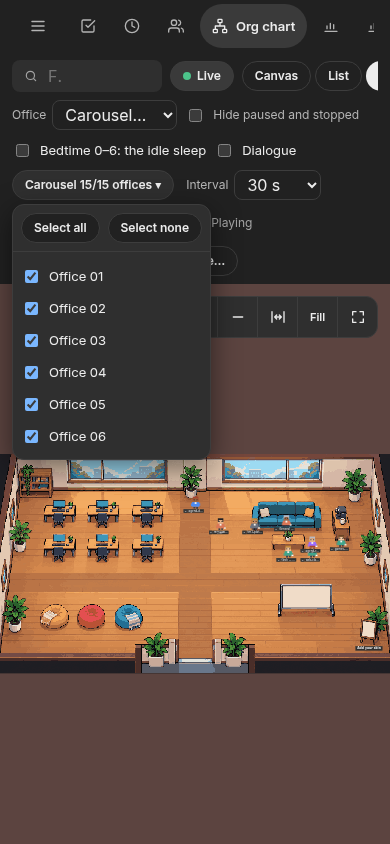 Org chart
F.
Live
Canvas
List
Office
Carousel...
Hide paused and stopped
Bedtime 0–6: the idle sleep
Dialogue
Carousel 15/15 offices ▾
Interval
30 s
Select all
Select none
Playing
e...
Office 01
Office 02
Office 03
Office 04
Office 05
Office 06
Fill